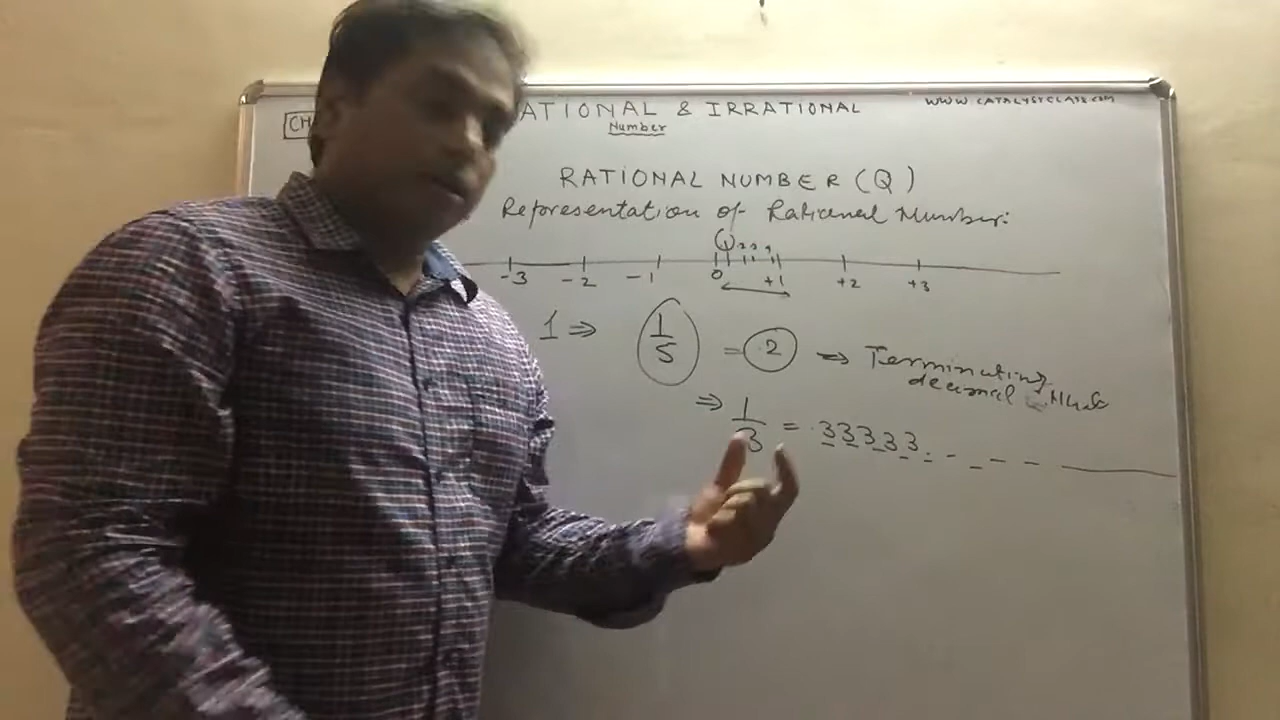 CH ATIONAL & IRRATIONAL WWW.CATALYSTCLASS.COM
Number
RATIONAL NUMBER (Q)
Representation of Rational Number:
-3 -2 -1 0 +1 +2 +3
1 ⇒ 1/5 = .2 ⇒ Terminating
decimal
⇒ 1/3 = .33333. - - - -